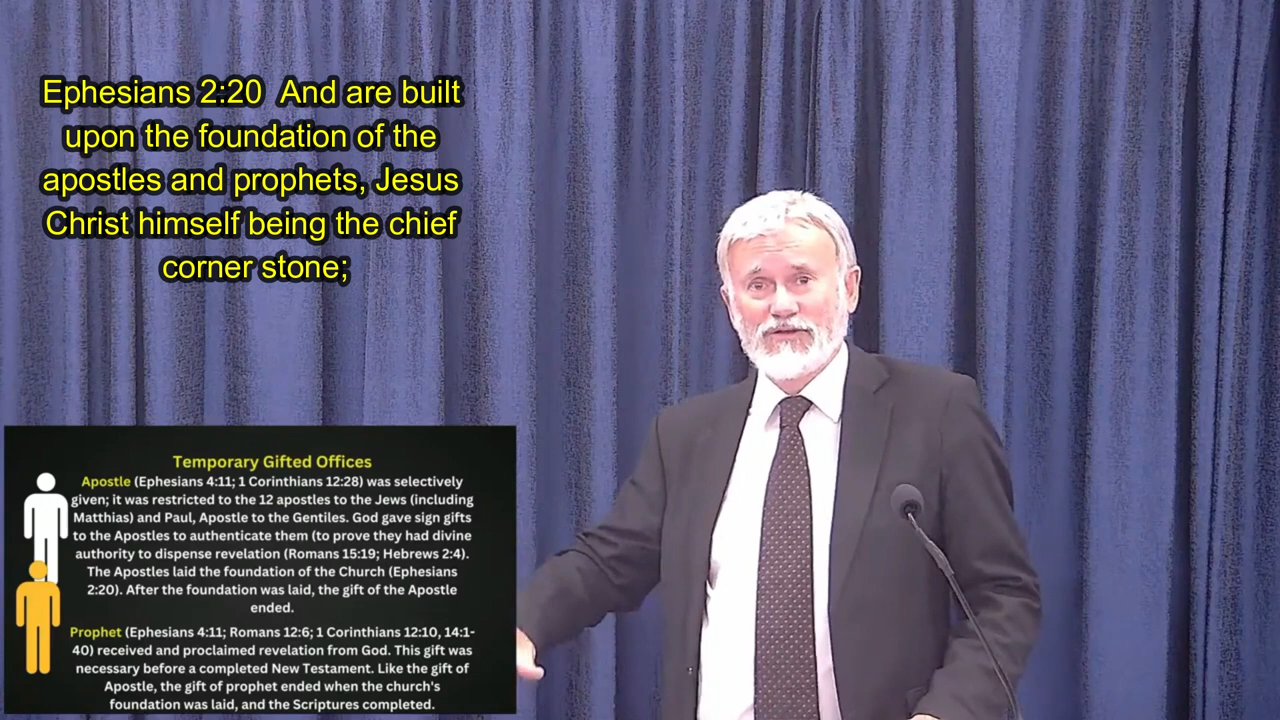 Ephesians 2:20 And are built
upon the foundation of the
apostles and prophets, Jesus
Christ himself being the chief
corner stone;
Temporary Gifted Offices
Apostle (Ephesians 4:11; 1 Corinthians 12:28) was selectively
given; it was restricted to the 12 apostles to the Jews (including
Matthias) and Paul, Apostle to the Gentiles. God gave sign gifts
to the Apostles to authenticate them (to prove they had divine
authority to dispense revelation (Romans 15:19; Hebrews 2:4).
The Apostles laid the foundation of the Church (Ephesians
2:20). After the foundation was laid, the gift of the Apostle
ended.
Prophet (Ephesians 4:11; Romans 12:6; 1 Corinthians 12:10, 14:1-
40) received and proclaimed revelation from God. This gift was
necessary before a completed New Testament. Like the gift of
Apostle, the gift of prophet ended when the church's
foundation was laid, and the Scriptures completed.